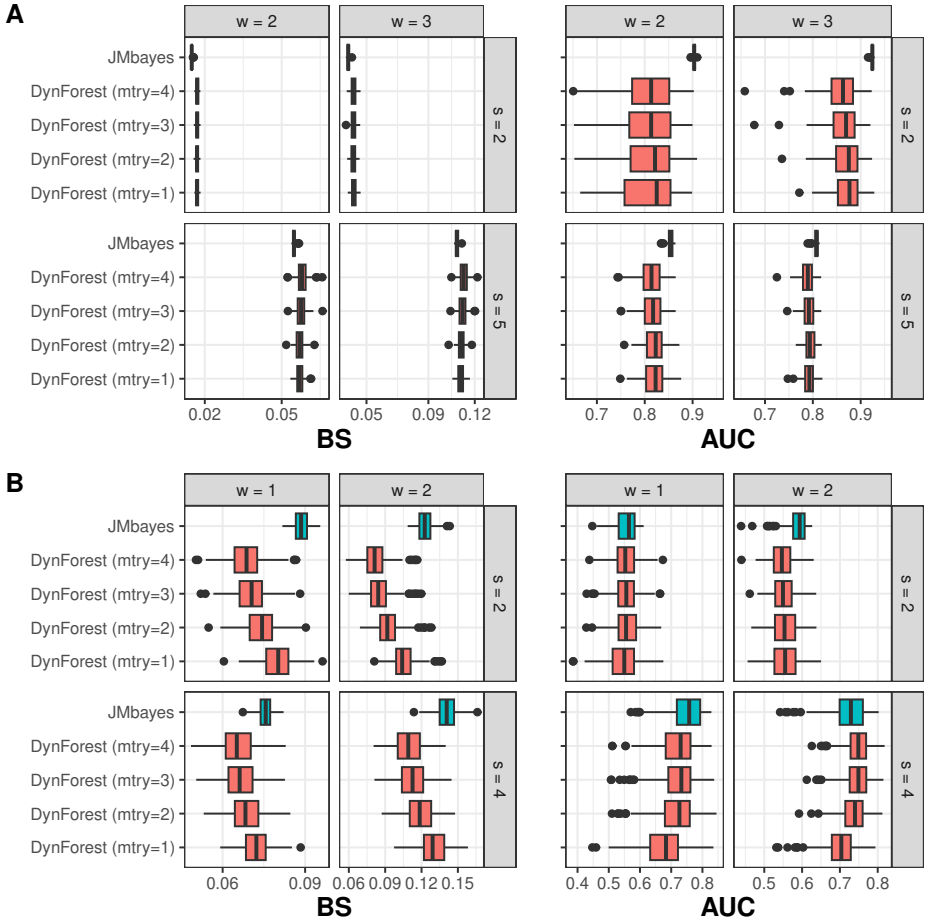 A
w = 2
w = 3
w = 2
w = 3
JMbayes
DynForest (mtry=4)
DynForest (mtry=3)
DynForest (mtry=2)
DynForest (mtry=1)
s = 2
s = 2
JMbayes
DynForest (mtry=4)
DynForest (mtry=3)
DynForest (mtry=2)
DynForest (mtry=1)
s = 5
s = 5
0.02 0.05 0.05 0.09 0.12 0.7 0.8 0.9 0.7 0.8 0.9
BS AUC
B
w = 1
w = 2
w = 1
w = 2
JMbayes
DynForest (mtry=4)
DynForest (mtry=3)
DynForest (mtry=2)
DynForest (mtry=1)
s = 2
s = 2
JMbayes
DynForest (mtry=4)
DynForest (mtry=3)
DynForest (mtry=2)
DynForest (mtry=1)
s = 4
s = 4
0.06 0.09 0.06 0.09 0.12 0.15 0.4 0.5 0.6 0.7 0.8 0.5 0.6 0.7 0.8
BS AUC